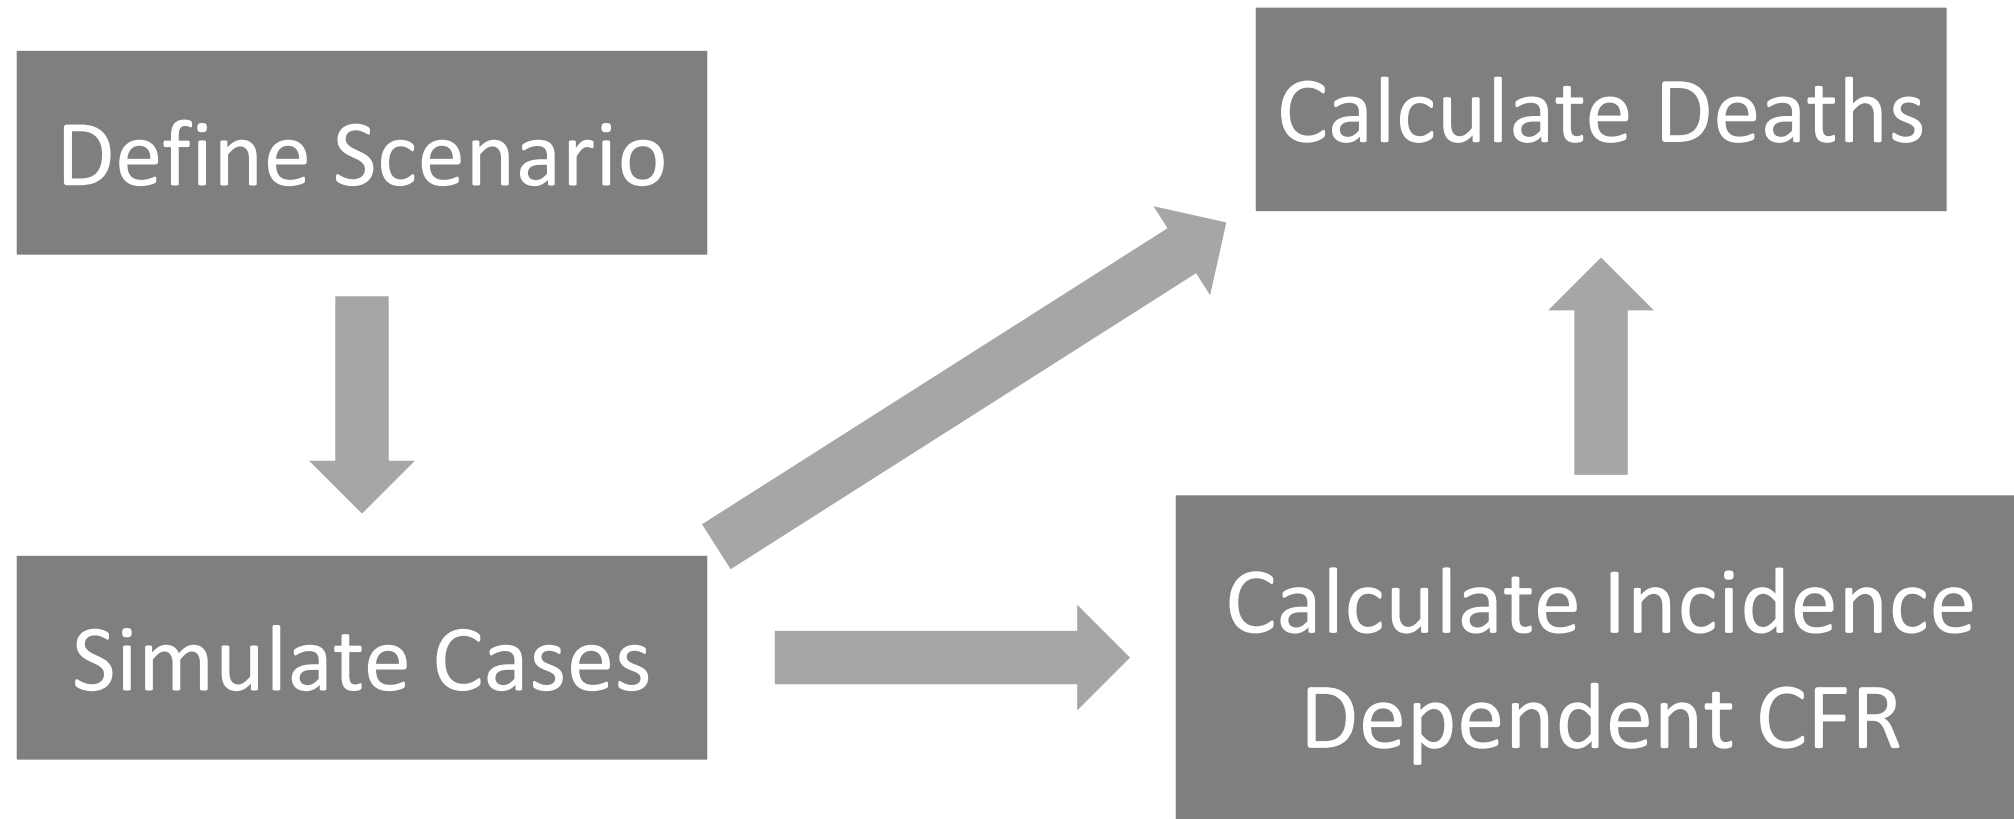 Define Scenario
Calculate Deaths
Simulate Cases
Calculate Incidence
Dependent CFR